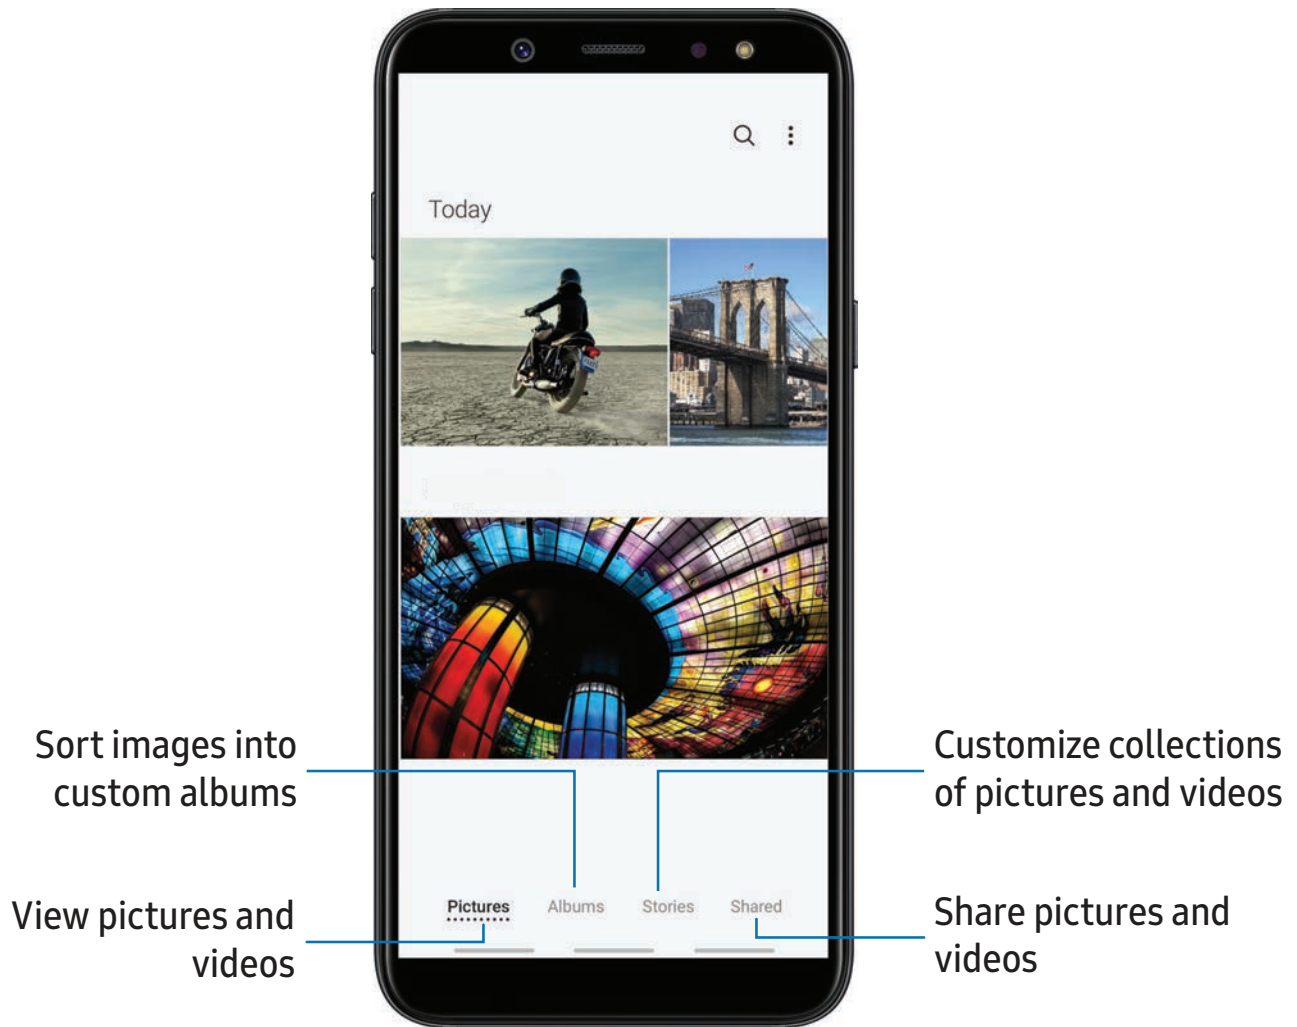 Today
Sort images into
custom albums
Customize collections
of pictures and videos
Pictures Albums Stories Shared
View pictures and
videos
Share pictures and
videos